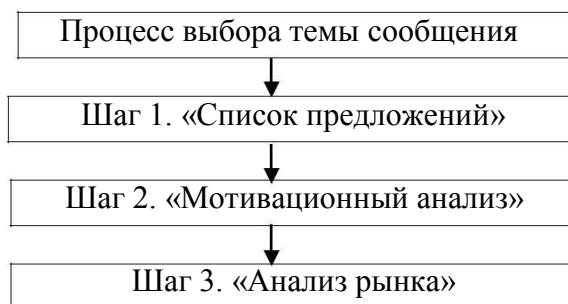 Процесс выбора темы сообщения
Шаг 1. «Список предложений»
Шаг 2. «Мотивационный анализ»
Шаг 3. «Анализ рынка»